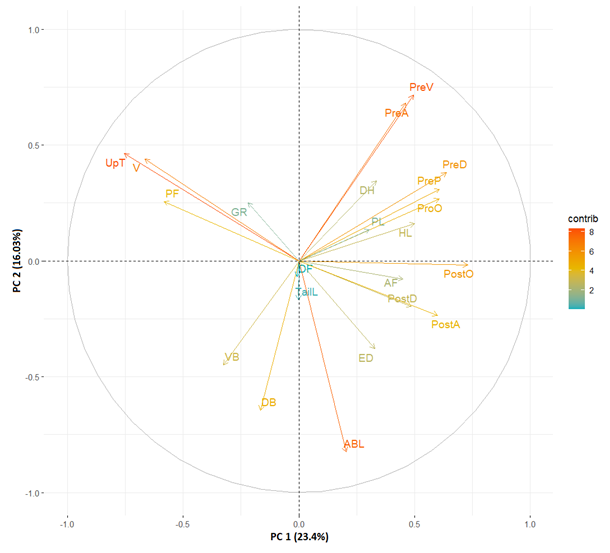 1.0
PreV
PreA
contrib
8
6
4
2
0.5
UpT
V
PreD
PreP
PF
DH
ProO
GR
PL
HL
PC 2 (16.03%)
0.0
DF
PostO
AF
TailL
PostD
PostA
VB
ED
-0.5
DB
ABL
-1.0
-1.0 -0.5 0.0 0.5 1.0
PC 1 (23.4%)